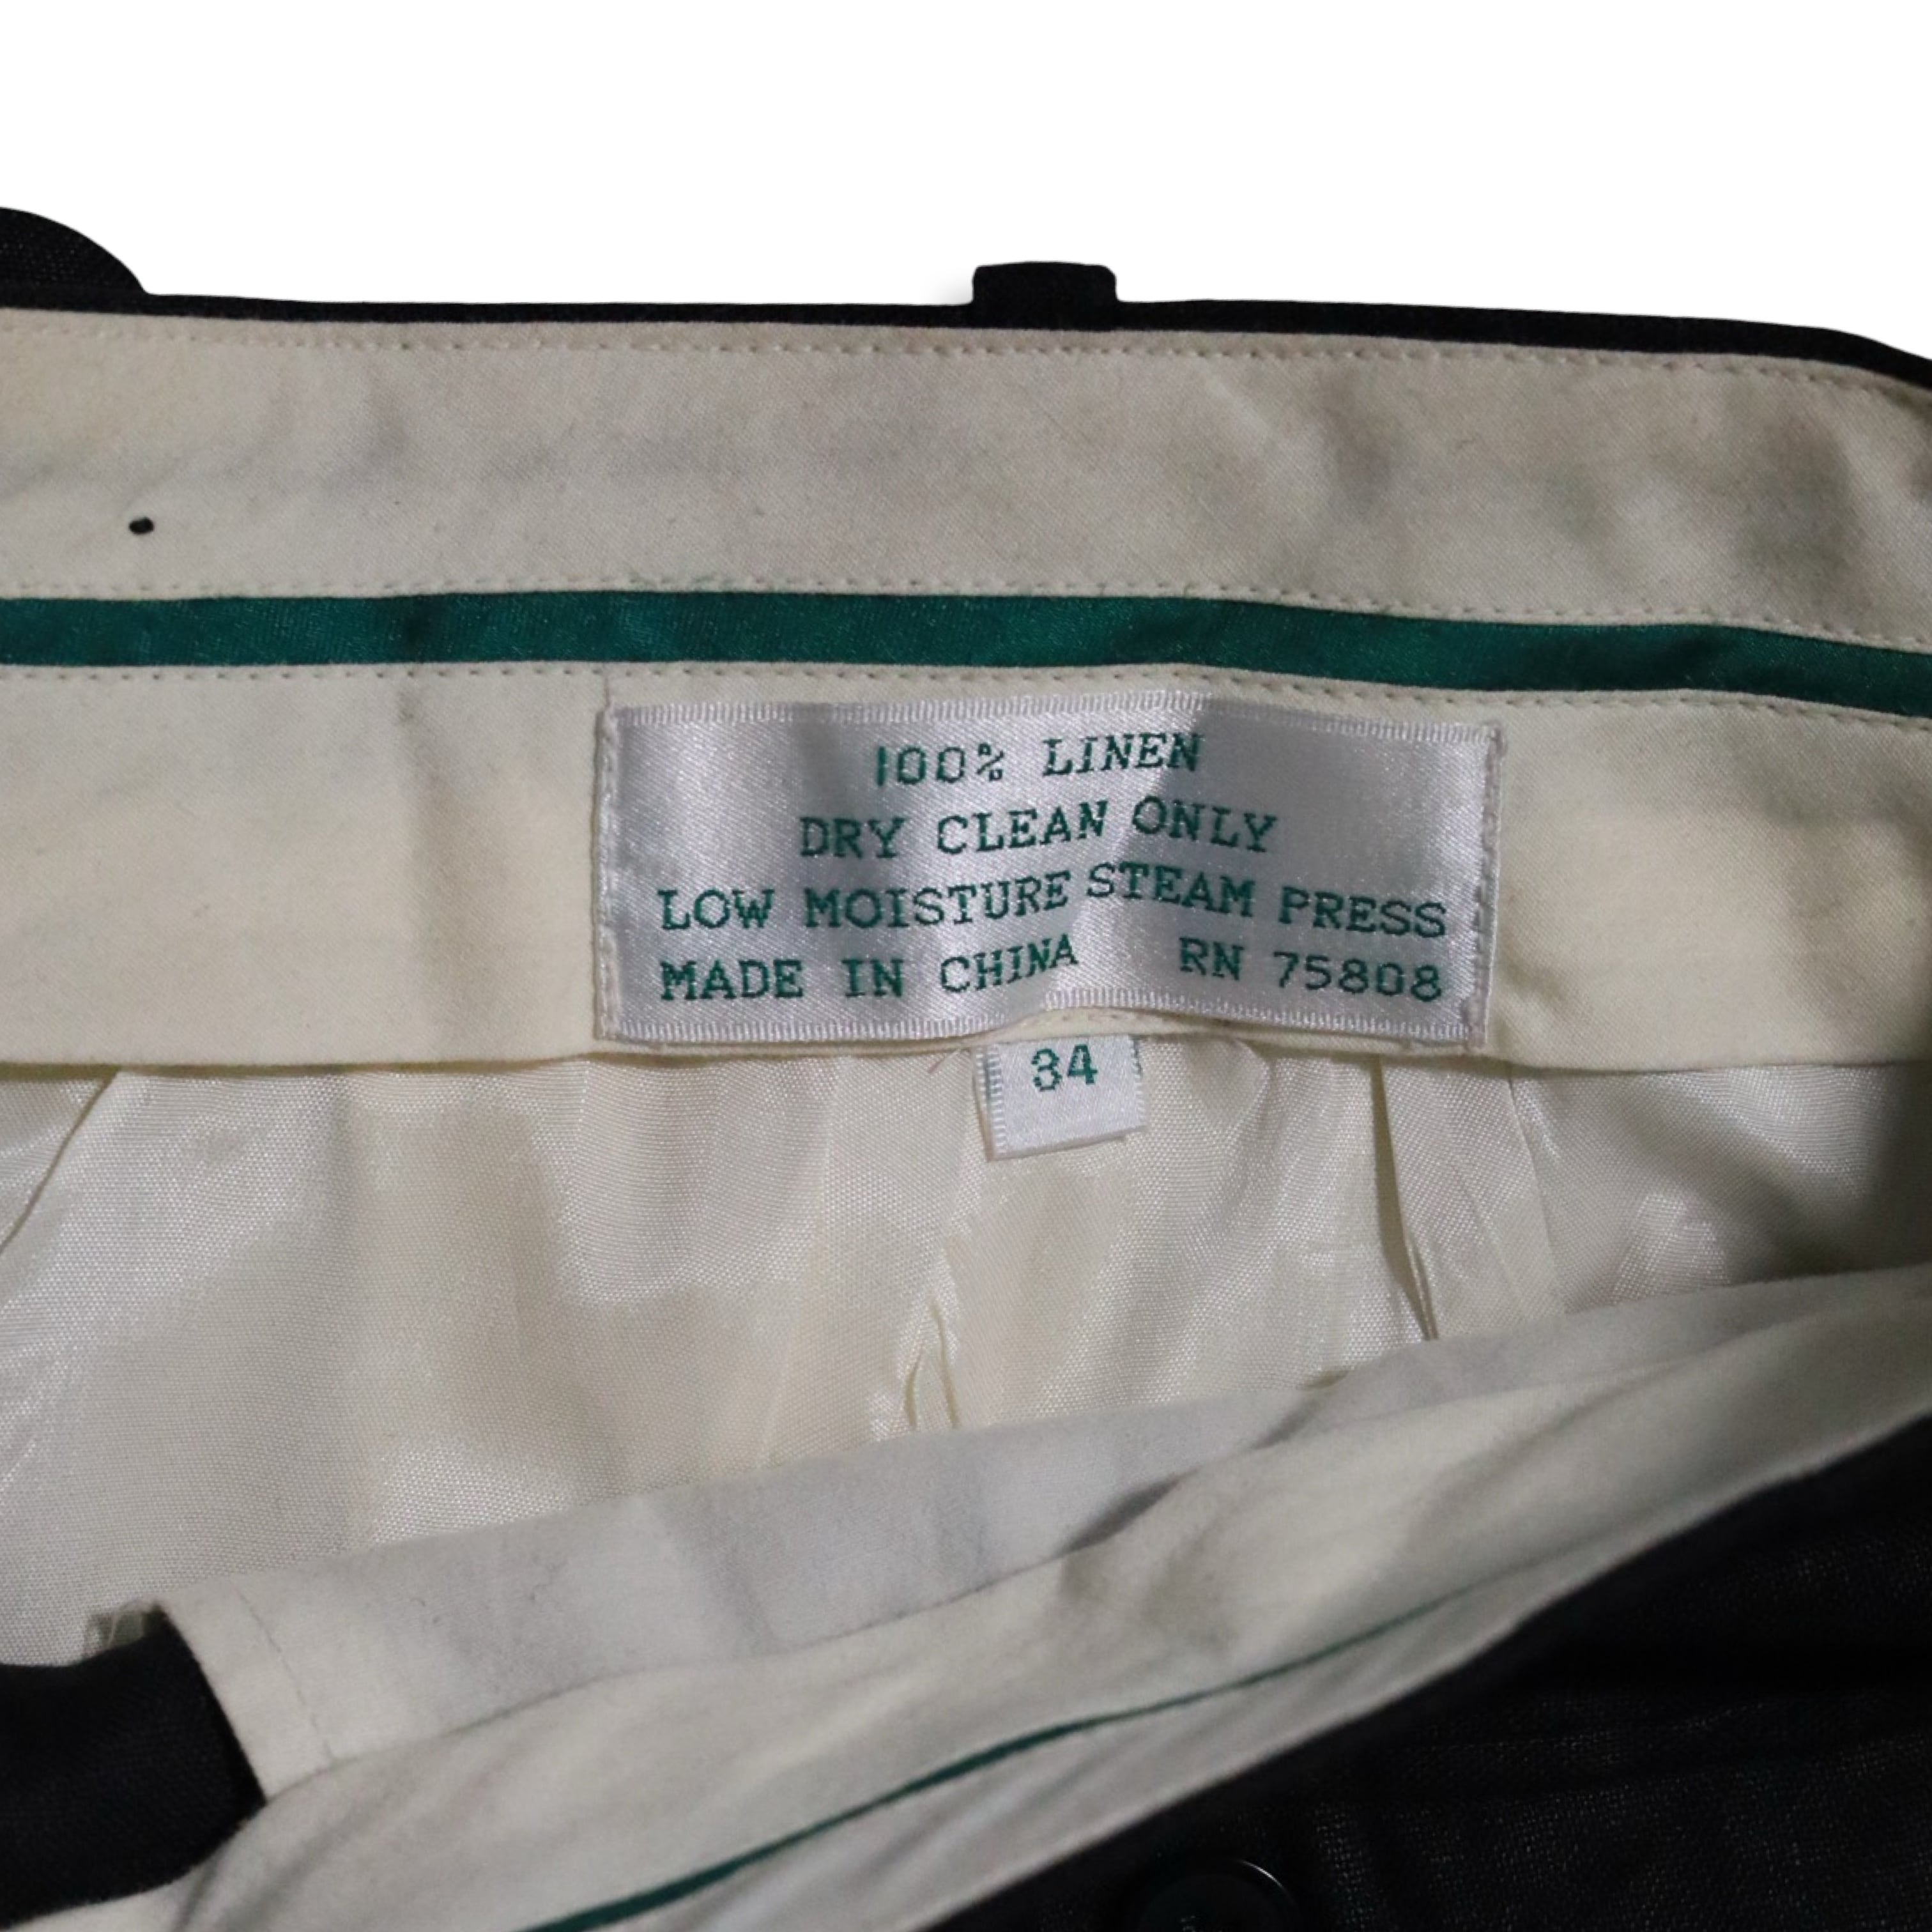 100% LINEN
DRY CLEAN ONLY
LOW MOISTURE STEAM PRESS
MADE IN CHINA RN 75808
34